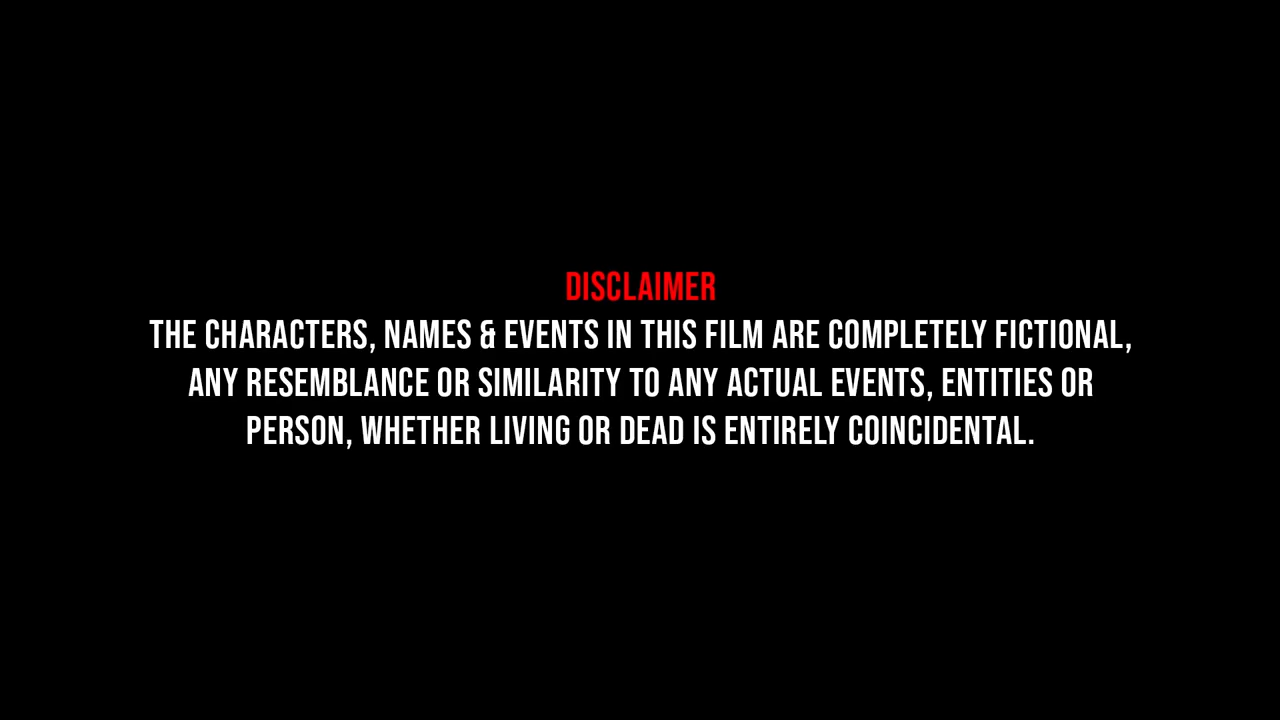 DISCLAIMER
THE CHARACTERS, NAMES & EVENTS IN THIS FILM ARE COMPLETELY FICTIONAL,
ANY RESEMBLANCE OR SIMILARITY TO ANY ACTUAL EVENTS, ENTITIES OR
PERSON, WHETHER LIVING OR DEAD IS ENTIRELY COINCIDENTAL.